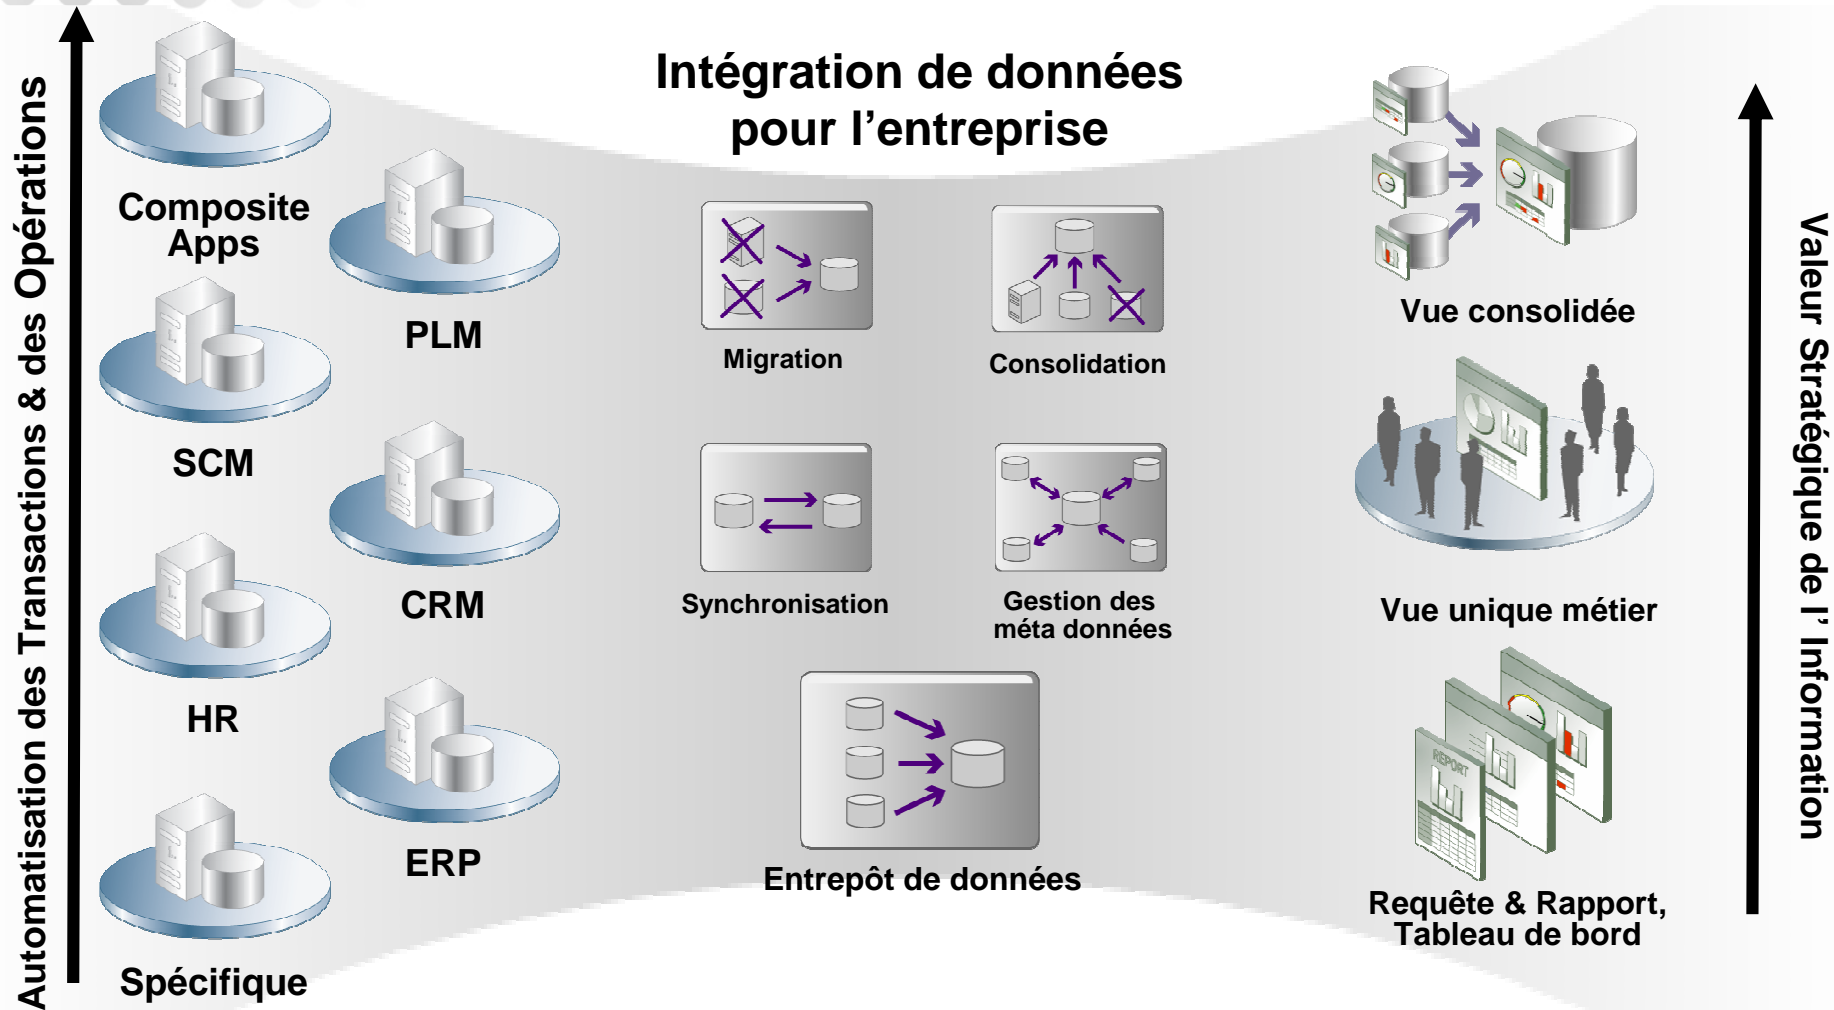 Intégration de données
pour l'entreprise
Automatisation des Transactions & des Opérations
Composite
Apps
PLM
SCM
CRM
HR
ERP
Spécifique
Migration
Consolidation
Synchronisation
Gestion des
méta données
Entrepôt de données
Vue consolidée
Vue unique métier
REPORT
Requête & Rapport,
Tableau de bord
Valeur Stratégique de l' Information